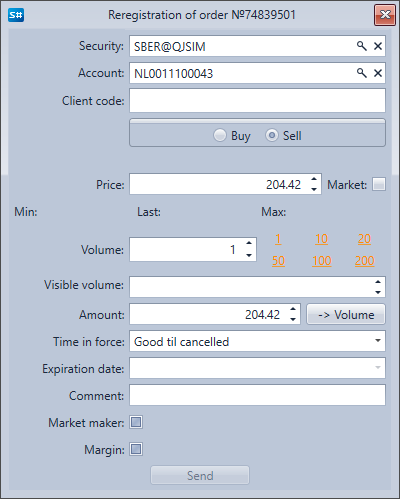 S# Reregistration of order №74839501
Security: SBER@QJSIM
Account: NL0011100043
Client code:
Buy Sell
Price: 204.42 Market:
Min: Last: Max:
1 10 20
Volume: 1
50 100 200
Visible volume:
Amount: 204.42 -> Volume
Time in force: Good til cancelled
Expiration date:
Comment:
Market maker:
Margin:
Send